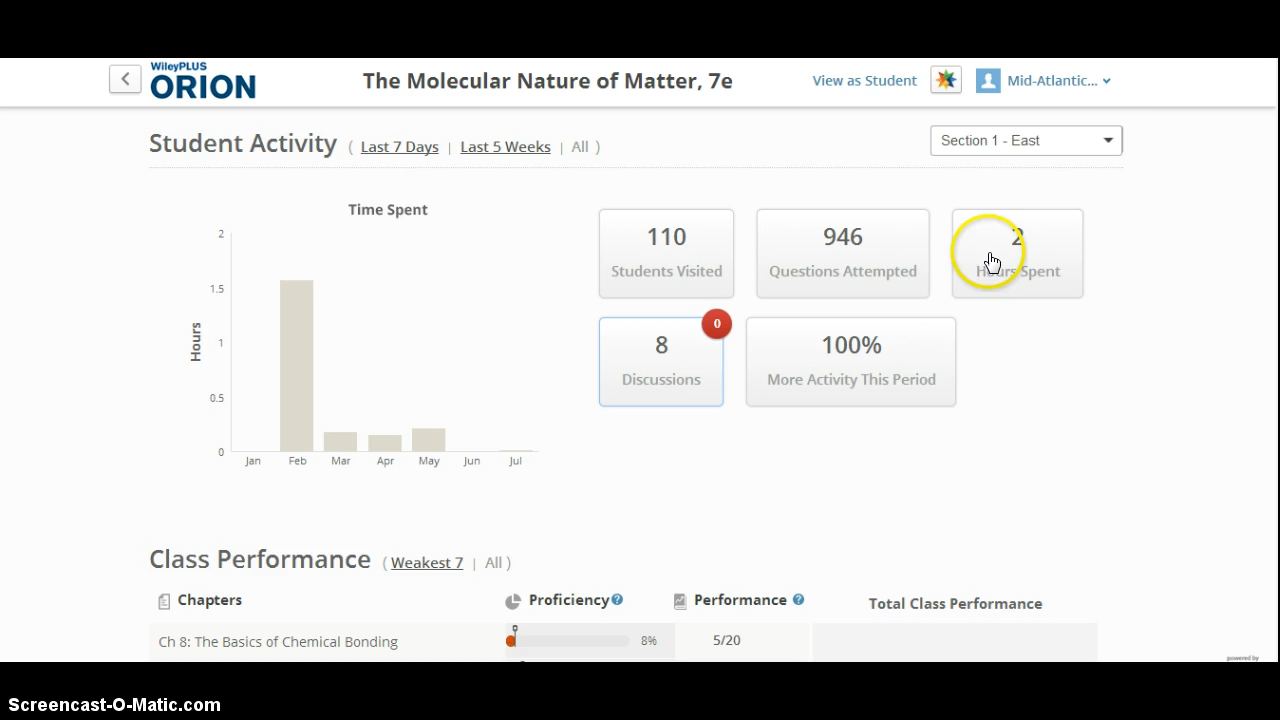 WileyPLUS
ORION
The Molecular Nature of Matter, 7e
View as Student
Mid-Atlantic...
Student Activity ( Last 7 Days | Last 5 Weeks | All )
Section 1 - East
Time Spent
2
1.5
1
0.5
0
Hours
Jan Feb Mar Apr May Jun Jul
110
Students Visited
946
Questions Attempted
2
Hours Spent
0
8
Discussions
100%
More Activity This Period
Class Performance ( Weakest 7 | All )
Chapters Proficiency ? Performance ? Total Class Performance
Ch 8: The Basics of Chemical Bonding 8% 5/20
powered by
Screencast-O-Matic.com